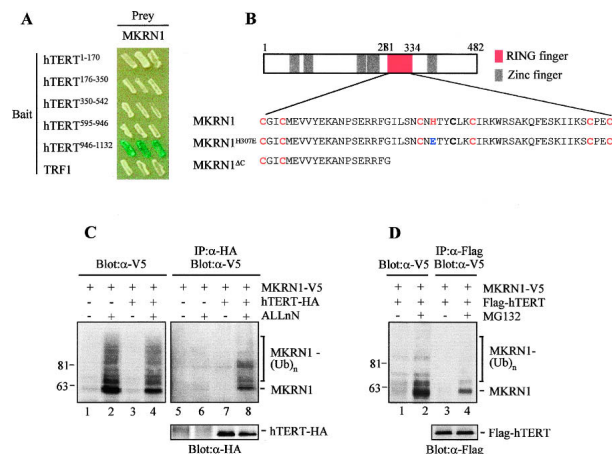 A
Prey
MKRN1
Bait
hTERT1-170
hTERT176-350
hTERT350-542
hTERT595-946
hTERT946-1132
TRF1
B
1 281 334 482
RING finger
Zinc finger
MKRN1 CGICMEVVYEKANPSERRFGILSNCNHTYCLKCIRKWRSAKQFESKIIKSCPEC
MKRN1H307E CGICMEVVYEKANPSERRFGILSNCNETYCLKCIRKWRSAKQFESKIIKSCPEC
MKRN1ΔC CGICMEVVYEKANPSERRFG
C
Blot:α-V5
IP:α-HA
Blot:α-V5
+ + + + + + + + MKRN1-V5
- - + + - - + + hTERT-HA
- + - + - + - + ALLnN
81
63
MKRN1-(Ub)n
MKRN1
1 2 3 4 5 6 7 8
hTERT-HA
Blot:α-HA
D
Blot:α-V5
IP:α-Flag
Blot:α-V5
+ + + + MKRN1-V5
+ + + + Flag-hTERT
- + - + MG132
81
63
MKRN1-(Ub)n
MKRN1
1 2 3 4
Flag-hTERT
Blot:α-Flag